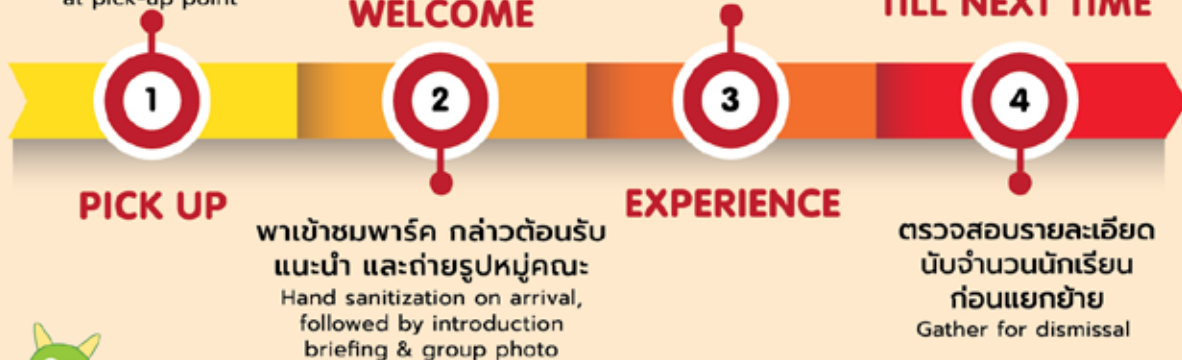 at pick-up point
1
PICK UP
WELCOME
2
พาเข้าชมพาร์ค กล่าวต้อนรับ
แนะนำ และถ่ายรูปหมู่คณะ
Hand sanitization on arrival,
followed by introduction
briefing & group photo
3
EXPERIENCE
TILL NEXT TIME
4
ตรวจสอบรายละเอียด
นับจำนวนนักเรียน
ก่อนแยกย้าย
Gather for dismissal